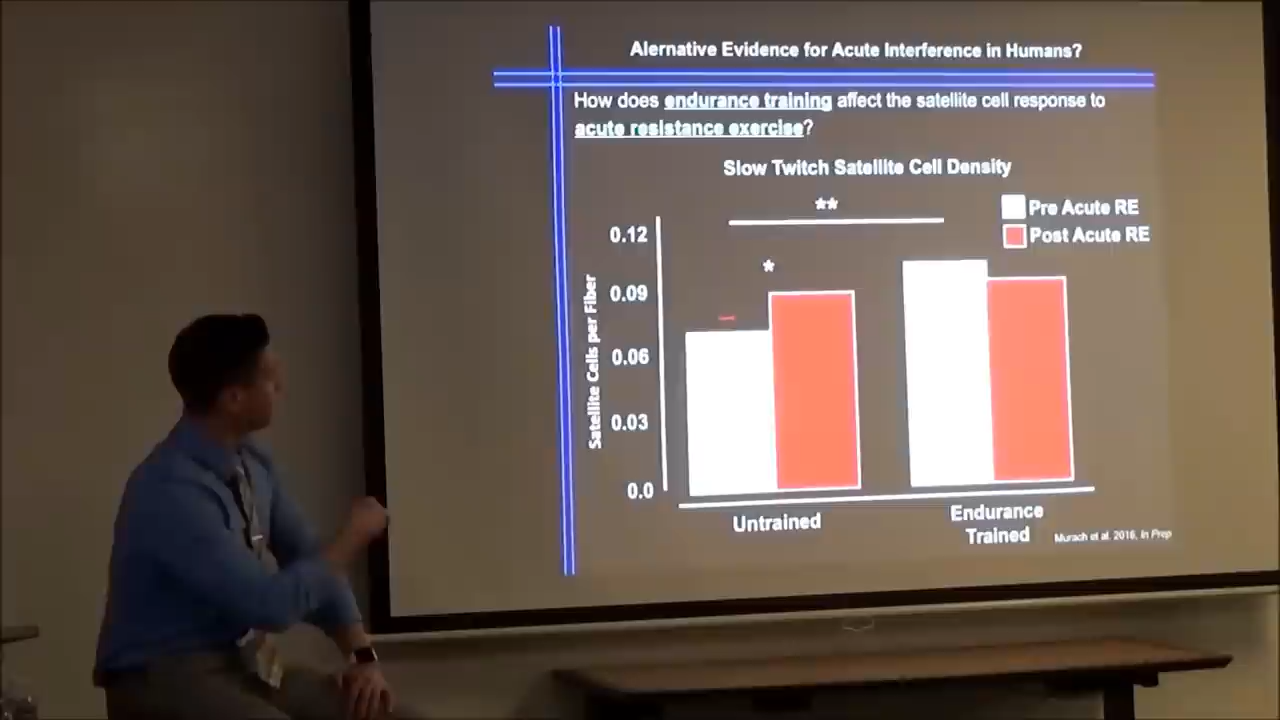 Alernative Evidence for Acute Interference in Humans?
How does endurance training affect the satellite cell response to
acute resistance exercise?
Slow Twitch Satellite Cell Density
**
Pre Acute RE
Post Acute RE
*
Satellite Cells per Fiber
0.12
0.09
0.06
0.03
0.0
Untrained
Endurance
Trained
Murach et al. 2016, In Prep